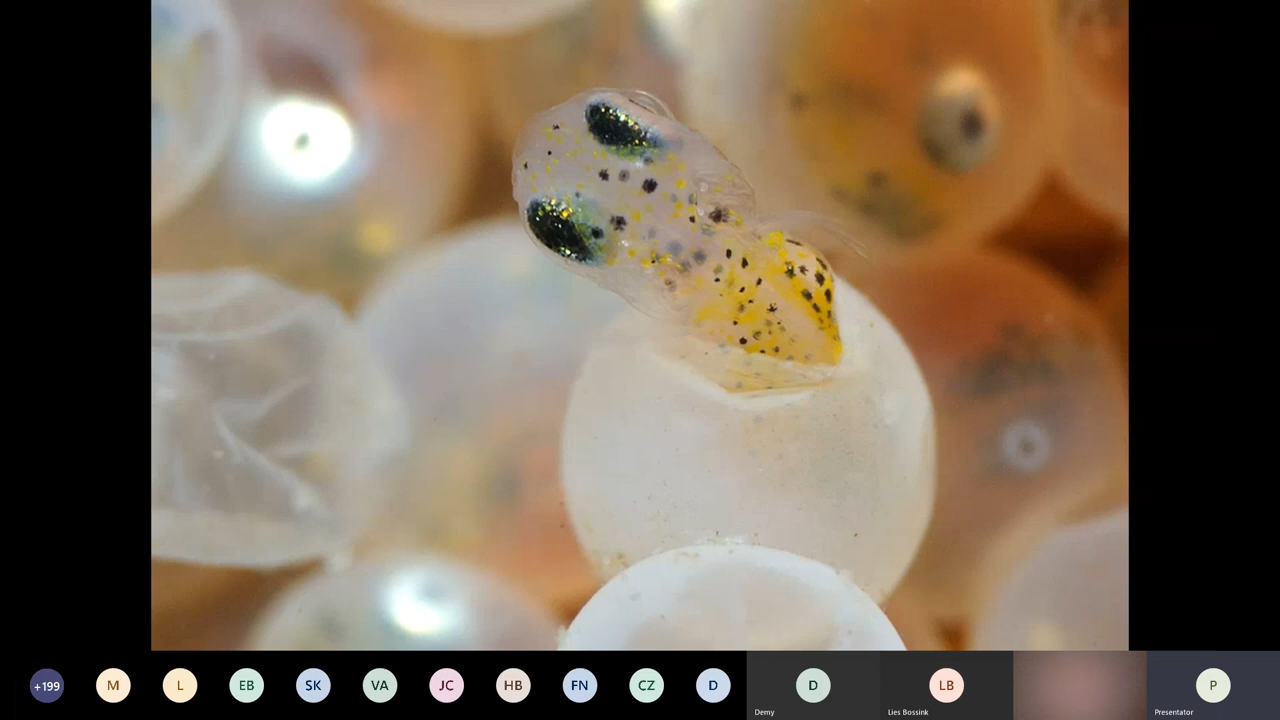 +199
M
L
EB
SK
VA
JC
HB
FN
CZ
D
D
Demy
LB
Lies Bossink
P
Presentator